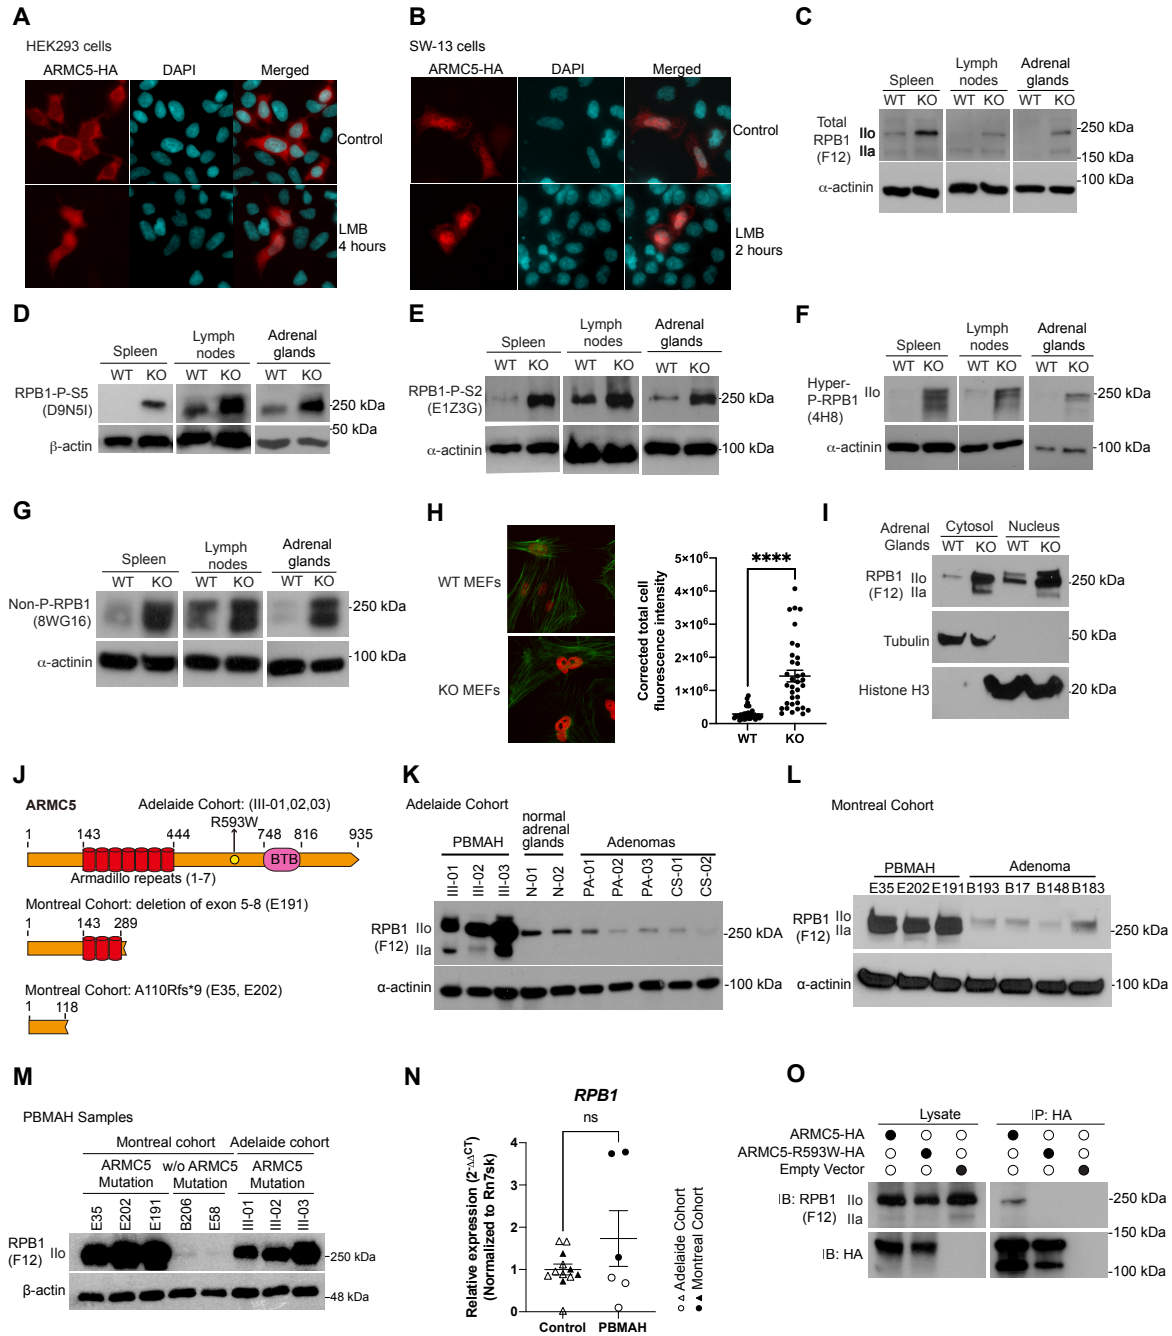 A
HEK293 cells
ARMC5-HA DAPI Merged
Control
LMB
4 hours
B
SW-13 cells
ARMC5-HA DAPI Merged
Control
LMB
2 hours
C
Spleen Lymph nodes Adrenal glands
WT KO WT KO WT KO
Total RPB1 (F12) IIo IIa
-250 kDa
-150 kDa
α-actinin -100 kDa
D
Spleen Lymph nodes Adrenal glands
WT KO WT KO WT KO
RPB1-P-S5 (D9N5I) -250 kDa
-50 kDa
β-actin
E
Spleen Lymph nodes Adrenal glands
WT KO WT KO WT KO
RPB1-P-S2 (E1Z3G) -250 kDa
α-actinin -100 kDa
F
Spleen Lymph nodes Adrenal glands
WT KO WT KO WT KO
Hyper-P-RPB1 (4H8) IIo -250 kDa
α-actinin -100 kDa
G
Spleen Lymph nodes Adrenal glands
WT KO WT KO WT KO
Non-P-RPB1 (8WG16) -250 kDa
α-actinin -100 kDa
H
WT MEFs
KO MEFs
Corrected total cell fluorescence intensity
5×10⁶
4×10⁶
3×10⁶
2×10⁶
1×10⁶
0
****
WT KO
I
Adrenal Glands Cytosol Nucleus
WT KO WT KO
RPB1 (F12) IIo IIa -250 kDa
Tubulin -50 kDa
Histone H3 -20 kDa
J
ARMC5 Adelaide Cohort: (III-01,02,03)
R593W
1 143 444 748 816 935
BTB
Armadillo repeats (1-7)
Montreal Cohort: deletion of exon 5-8 (E191)
1 143 289
Montreal Cohort: A110Rfs*9 (E35, E202)
1 118
K
Adelaide Cohort
PBMAH normal adrenal glands Adenomas
III-01 III-02 III-03 N-01 N-02 PA-01 PA-02 PA-03 CS-01 CS-02
RPB1 (F12) IIo IIa -250 kDA
α-actinin -100 kDa
L
Montreal Cohort
PBMAH Adenoma
E35 E202 E191 B193 B17 B148 B183
RPB1 (F12) IIo IIa -250 kDa
α-actinin -100 kDa
M
PBMAH Samples
Montreal cohort Adelaide cohort
ARMC5 Mutation w/o ARMC5 Mutation ARMC5 Mutation
E35 E202 E191 B206 E58 III-01 III-02 III-03
RPB1 (F12) IIo -250 kDa
β-actin -48 kDa
N
RPB1
ns
Relative expression (2-ΔΔCT)
(Normalized to Rn7sk)
4
3
2
1
0
Control PBMAH
○ △ Adelaide Cohort
● ▲ Montreal Cohort
O
Lysate IP: HA
ARMC5-HA
ARMC5-R593W-HA
Empty Vector
IB: RPB1 (F12) IIo IIa -250 kDa
-150 kDa
IB: HA
-100 kDa